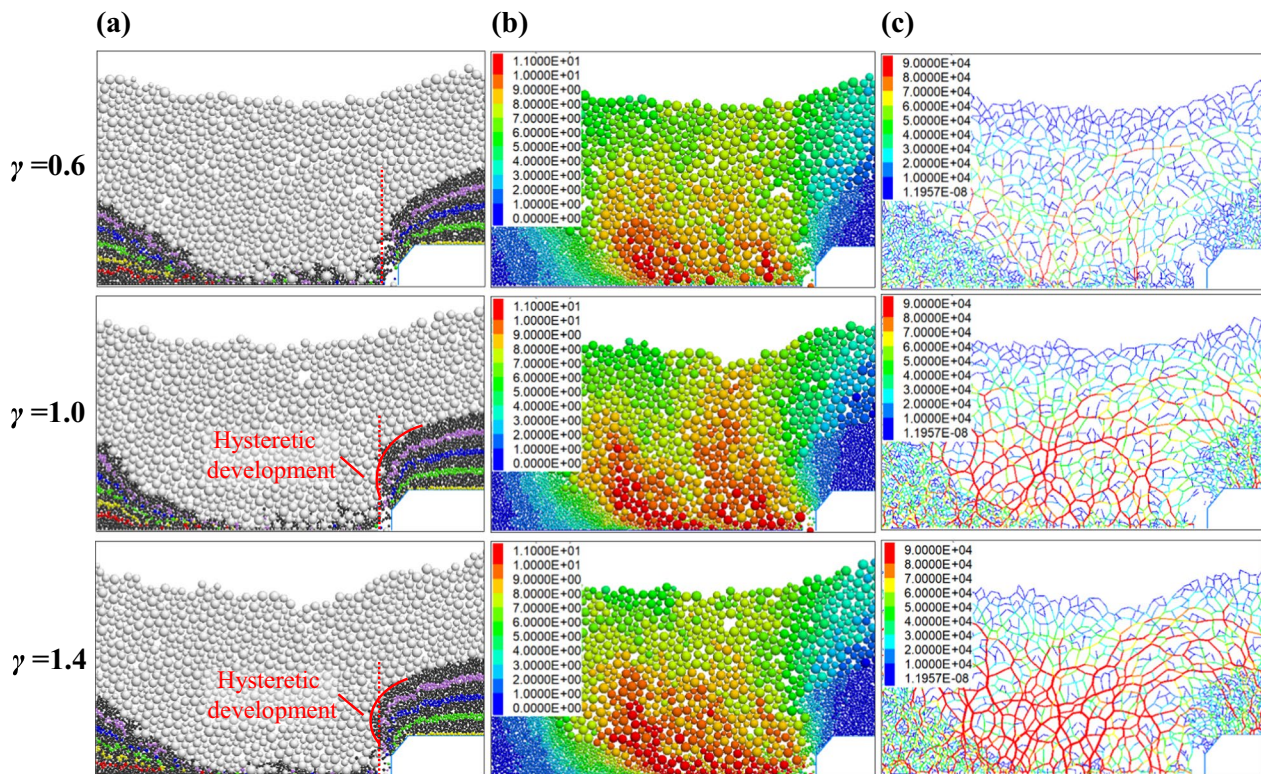 (a) (b) (c)
γ =0.6
1.1000E+01
1.0000E+01
9.0000E+00
8.0000E+00
7.0000E+00
6.0000E+00
5.0000E+00
4.0000E+00
3.0000E+00
2.0000E+00
1.0000E+00
0.0000E+00
9.0000E+04
8.0000E+04
7.0000E+04
6.0000E+04
5.0000E+04
4.0000E+04
3.0000E+04
2.0000E+04
1.0000E+04
1.1957E-08
γ =1.0
Hysteretic
development
1.1000E+01
1.0000E+01
9.0000E+00
8.0000E+00
7.0000E+00
6.0000E+00
5.0000E+00
4.0000E+00
3.0000E+00
2.0000E+00
1.0000E+00
0.0000E+00
9.0000E+04
8.0000E+04
7.0000E+04
6.0000E+04
5.0000E+04
4.0000E+04
3.0000E+04
2.0000E+04
1.0000E+04
1.1957E-08
γ =1.4
Hysteretic
development
1.1000E+01
1.0000E+01
9.0000E+00
8.0000E+00
7.0000E+00
6.0000E+00
5.0000E+00
4.0000E+00
3.0000E+00
2.0000E+00
1.0000E+00
0.0000E+00
9.0000E+04
8.0000E+04
7.0000E+04
6.0000E+04
5.0000E+04
4.0000E+04
3.0000E+04
2.0000E+04
1.0000E+04
1.1957E-08